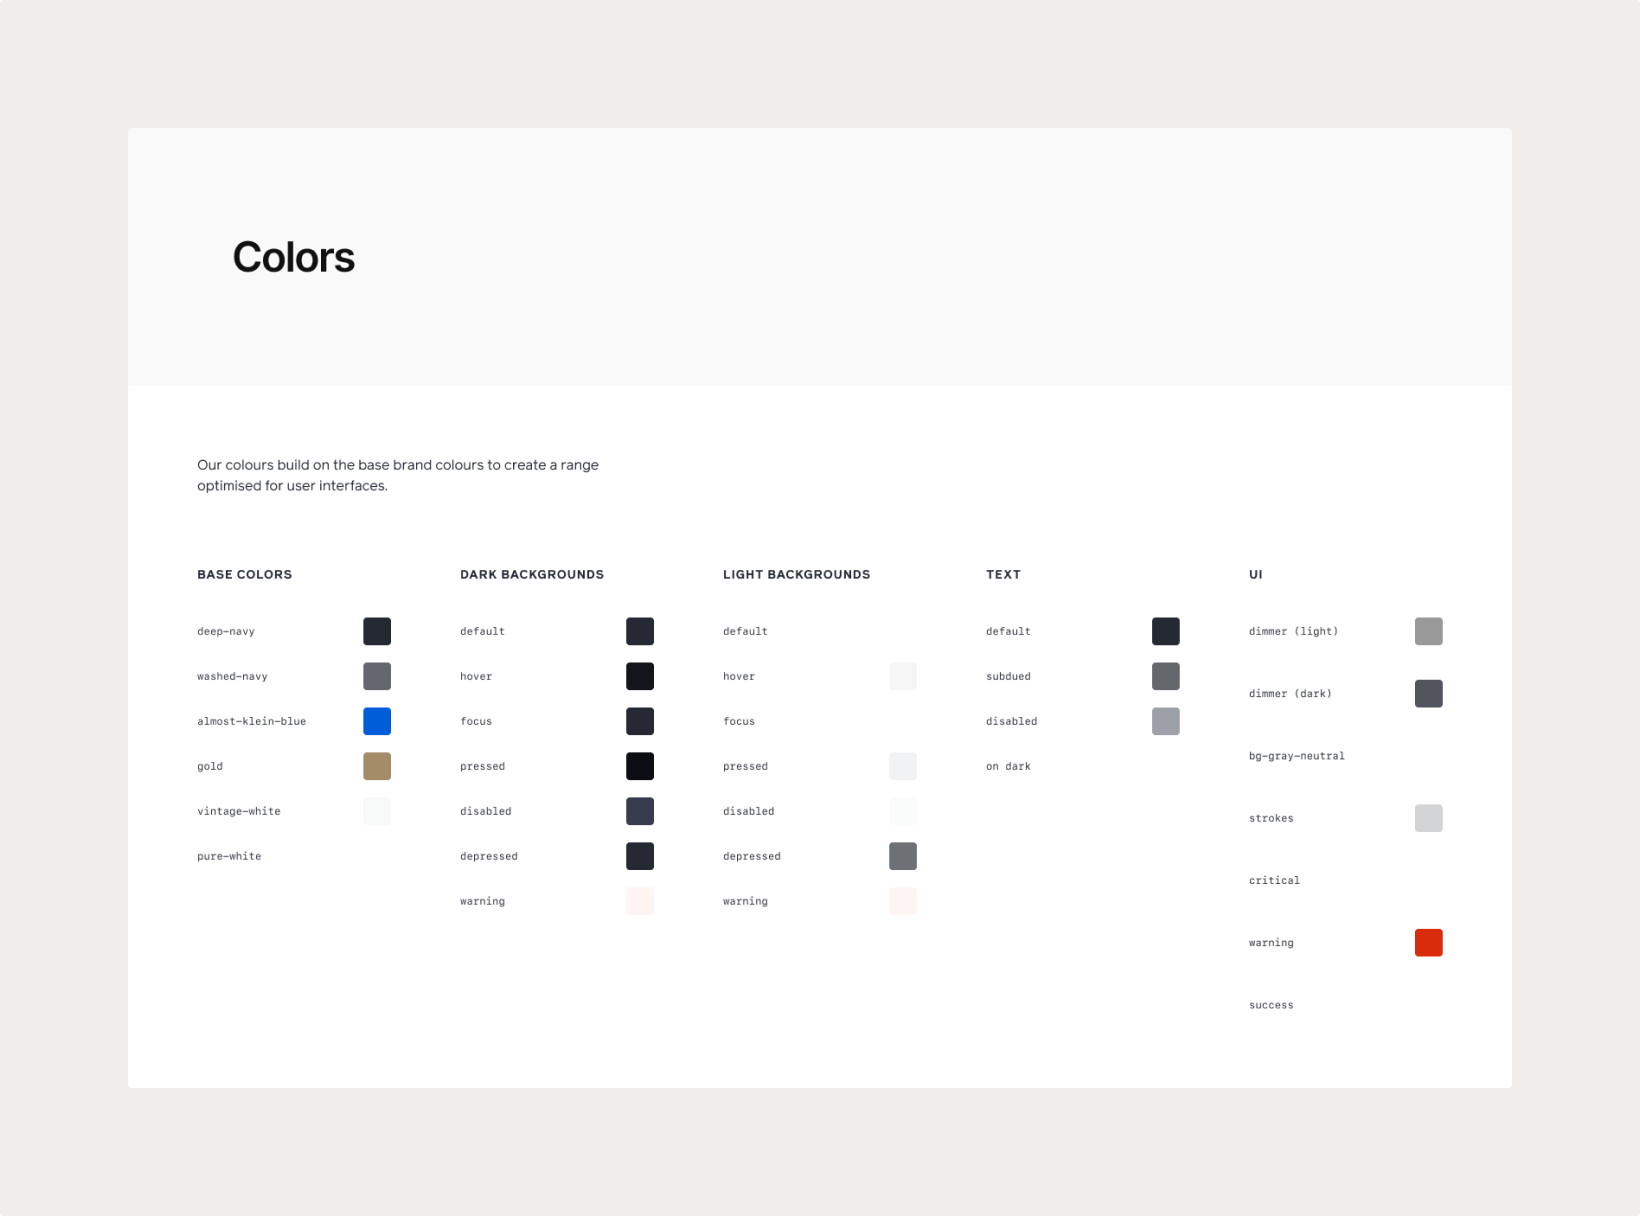 Colors
Our colours build on the base brand colours to create a range
optimised for user interfaces.
BASE COLORS
deep-navy
washed-navy
almost-klein-blue
gold
vintage-white
pure-white
DARK BACKGROUNDS
default
hover
focus
pressed
disabled
depressed
warning
LIGHT BACKGROUNDS
default
hover
focus
pressed
disabled
depressed
warning
TEXT
default
subdued
disabled
on dark
UI
dimmer (light)
dimmer (dark)
bg-gray-neutral
strokes
critical
warning
success